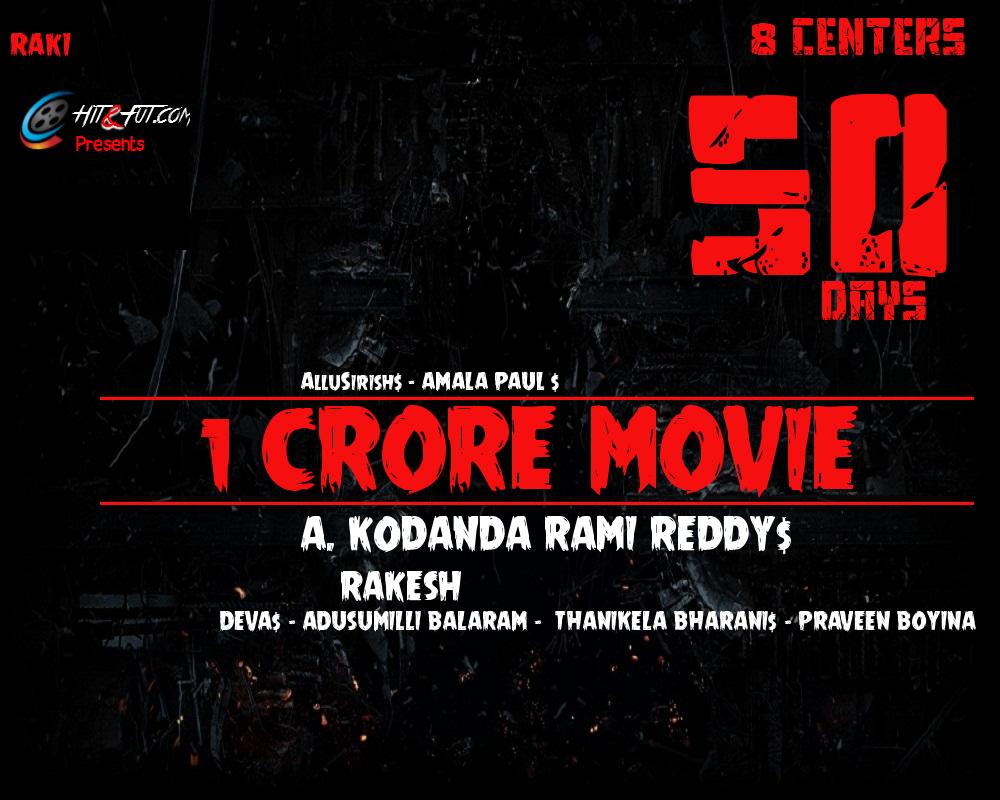 RAKI
8 CENTERS
HIT&FUT.COM
Presents
50
DAYS
ALLUSIRISH$ - AMALA PAUL $
1 CRORE MOVIE
A. KODANDA RAMI REDDY$
RAKESH
DEVA$ - ADUSUMILLI BALARAM - THANIKELA BHARANI$ - PRAVEEN BOYINA